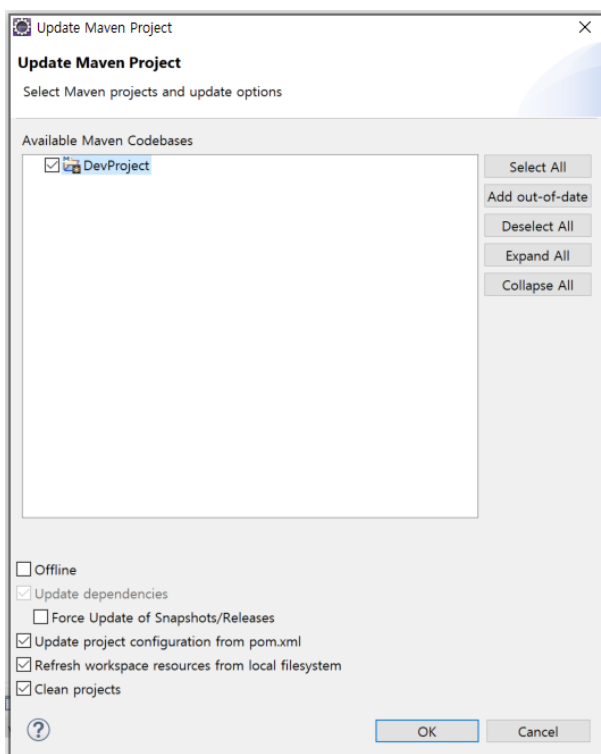 Update Maven Project
Update Maven Project
Select Maven projects and update options
Available Maven Codebases
DevProject
Select All
Add out-of-date
Deselect All
Expand All
Collapse All
Offline
Update dependencies
Force Update of Snapshots/Releases
Update project configuration from pom.xml
Refresh workspace resources from local filesystem
Clean projects
?
OK
Cancel